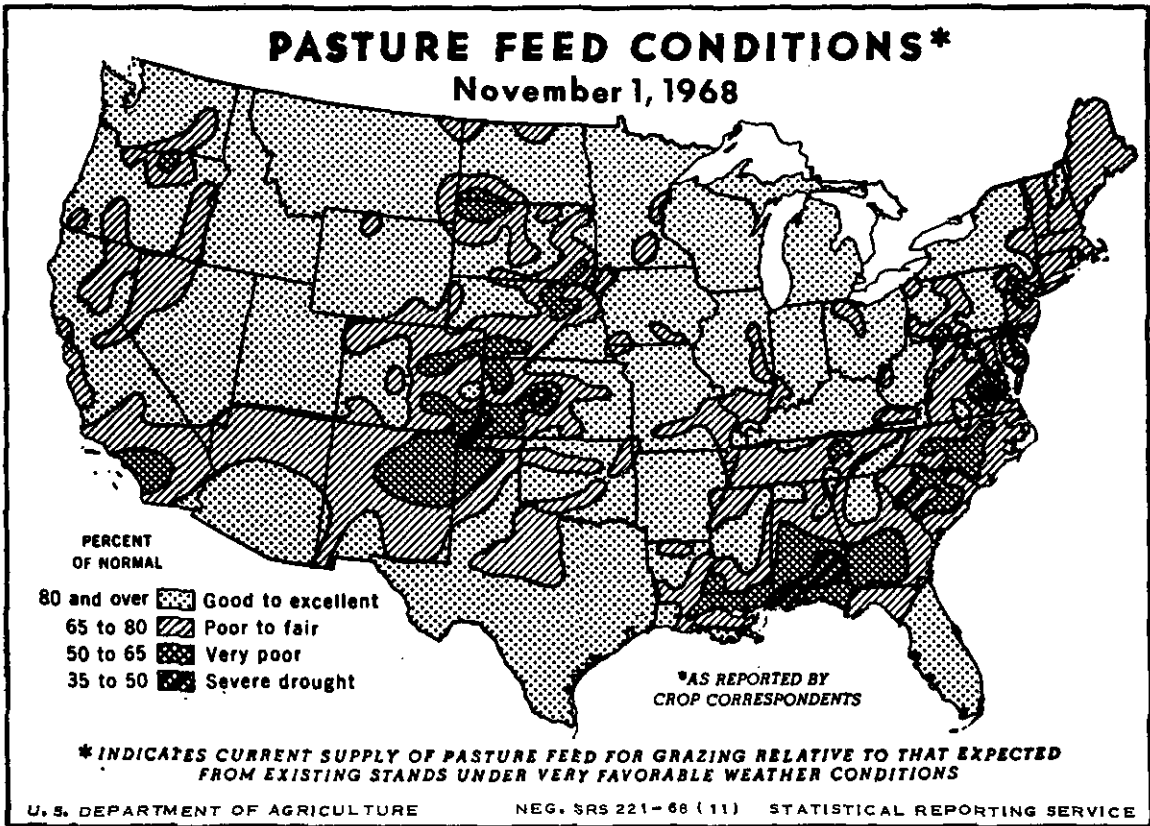 PASTURE FEED CONDITIONS*
November 1, 1968
PERCENT
OF NORMAL
80 and over Good to excellent
65 to 80 Poor to fair
50 to 65 Very poor
35 to 50 Severe drought
*AS REPORTED BY
CROP CORRESPONDENTS
* INDICATES CURRENT SUPPLY OF PASTURE FEED FOR GRAZING RELATIVE TO THAT EXPECTED
FROM EXISTING STANDS UNDER VERY FAVORABLE WEATHER CONDITIONS
U. S. DEPARTMENT OF AGRICULTURE NEG. SRS 221-68 (11) STATISTICAL REPORTING SERVICE